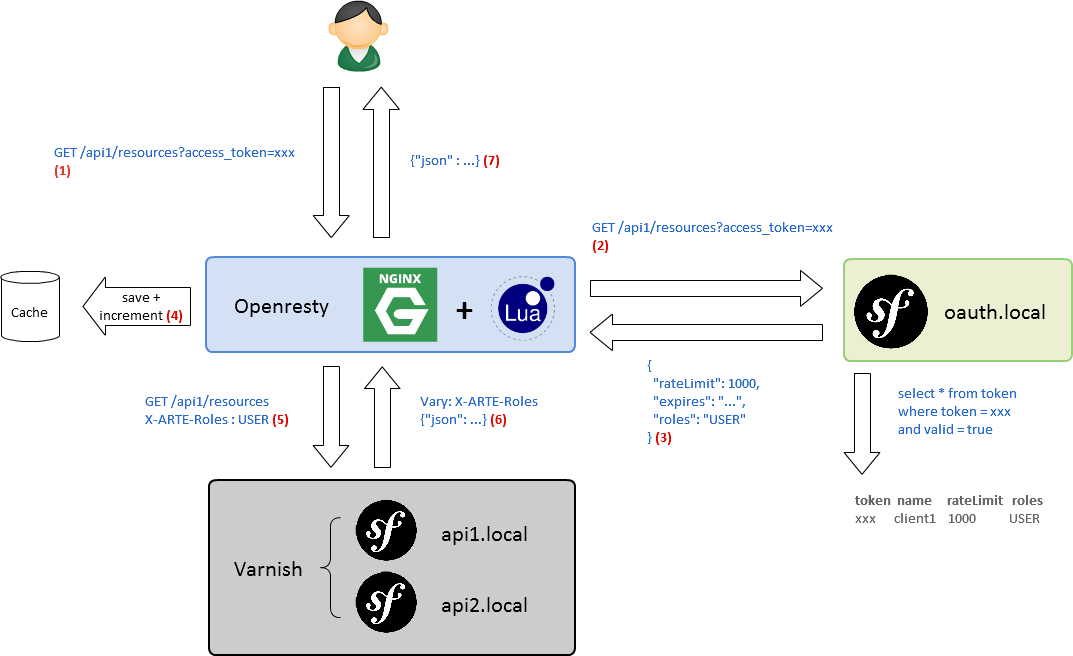 GET /api1/resources?access_token=xxx
(1)
{"json" : ...} (7)
GET /api1/resources?access_token=xxx
(2)
Cache
save +
increment (4)
Openresty
NGINX
G
+
Lua
sf
oauth.local
{
"rateLimit": 1000,
"expires": "...",
"roles": "USER"
} (3)
GET /api1/resources
X-ARTE-Roles : USER (5)
Vary: X-ARTE-Roles
{"json": ...} (6)
select * from token
where token = xxx
and valid = true
token name rateLimit roles
xxx client1 1000 USER
Varnish
sf
api1.local
sf
api2.local